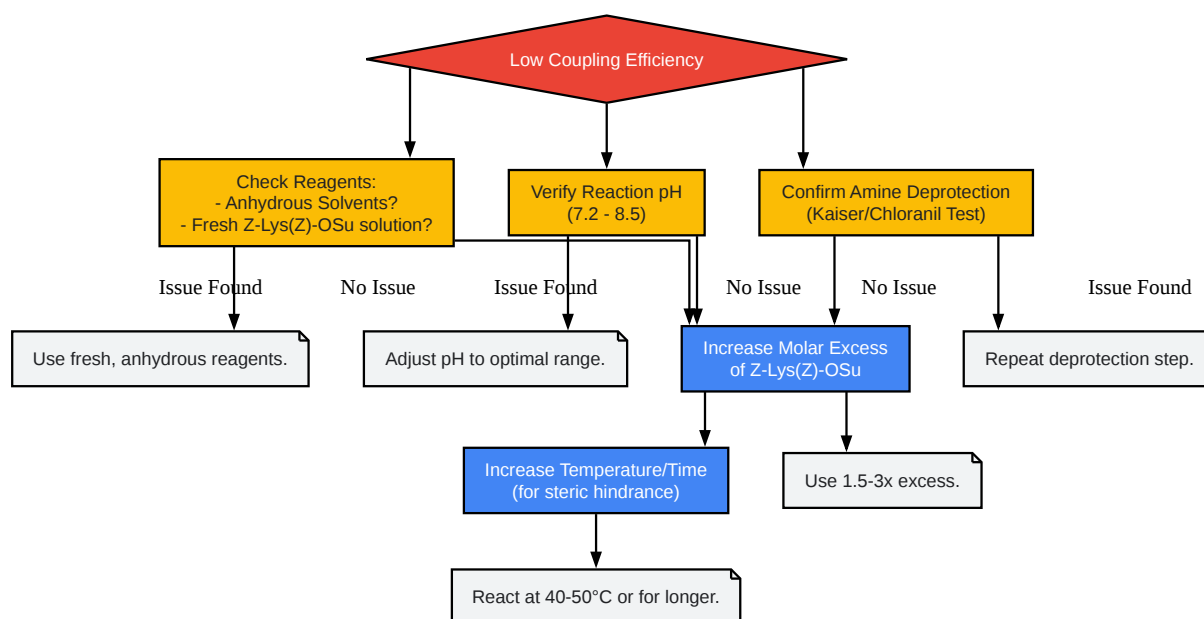 Low Coupling Efficiency
Check Reagents:
- Anhydrous Solvents?
- Fresh Z-Lys(Z)-OSu solution?
Verify Reaction pH
(7.2 - 8.5)
Confirm Amine Deprotection
(Kaiser/Chloranil Test)
Issue Found
No Issue
Issue Found
No Issue
No Issue
Issue Found
Use fresh, anhydrous reagents.
Adjust pH to optimal range.
Increase Molar Excess
of Z-Lys(Z)-OSu
Repeat deprotection step.
Increase Temperature/Time
(for steric hindrance)
Use 1.5-3x excess.
React at 40-50°C or for longer.